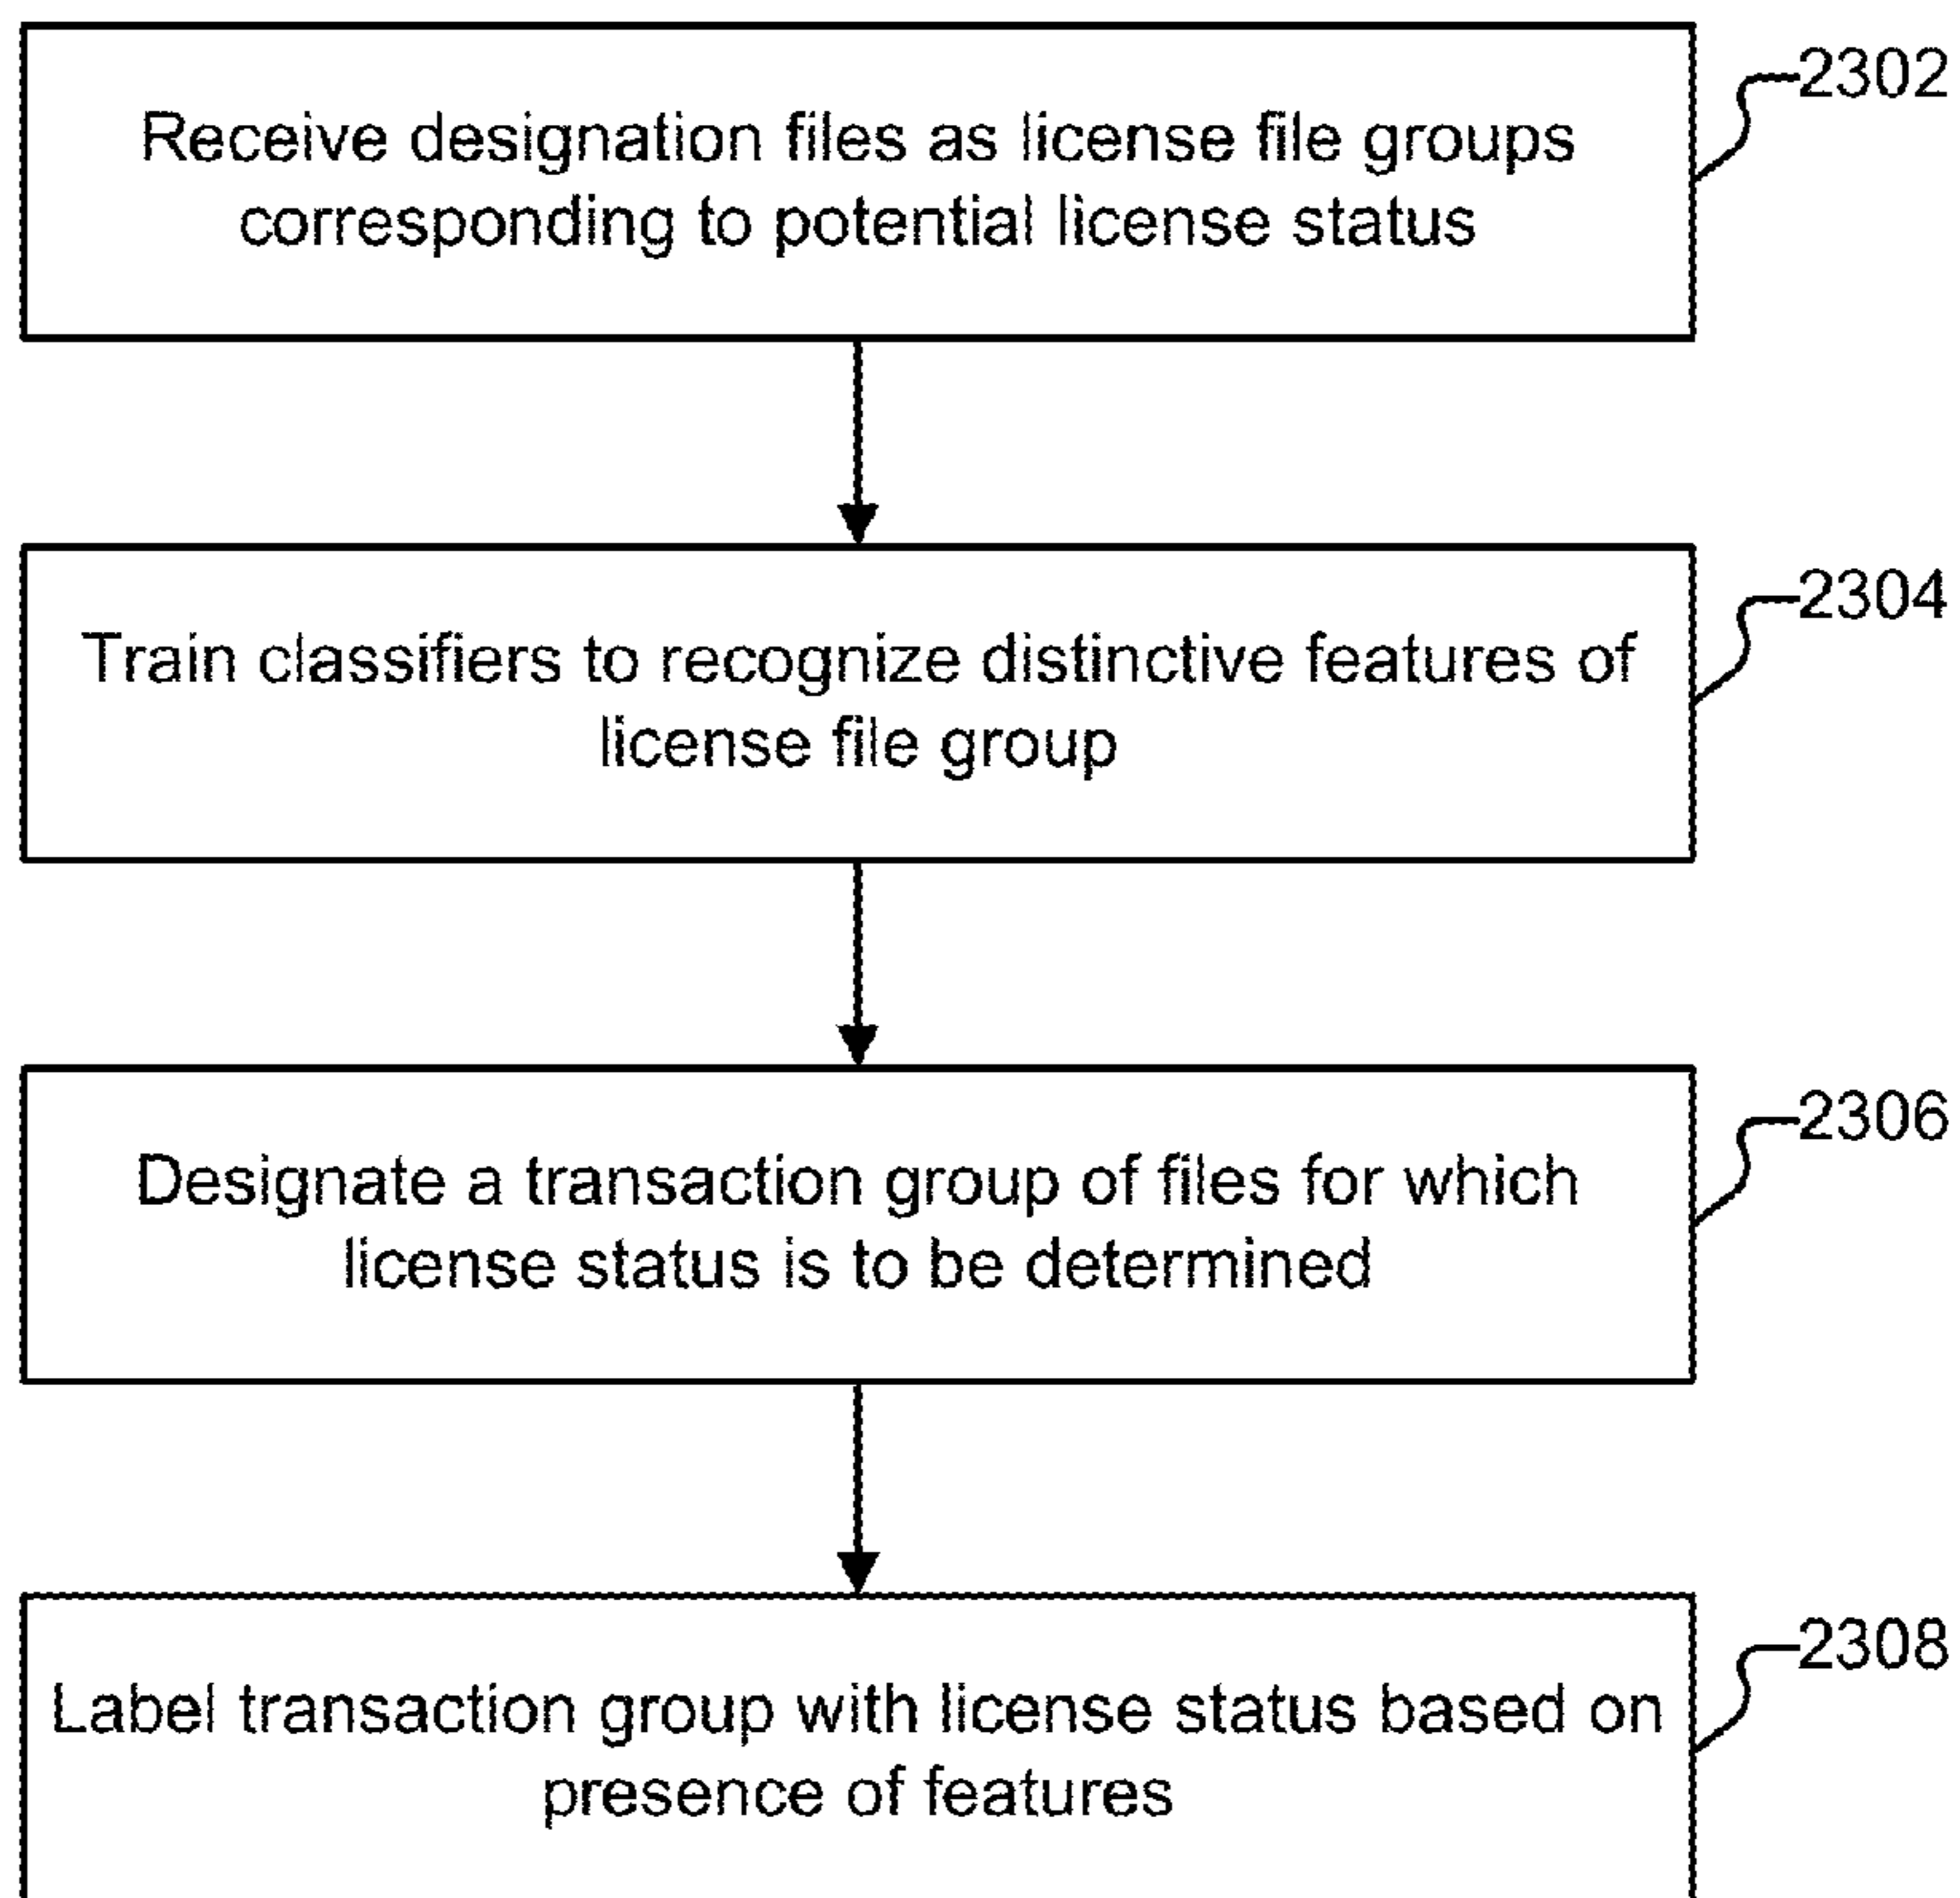 2302
Receive designation files as license file groups
corresponding to potential license status
2304
Train classifiers to recognize distinctive features of
license file group
2306
Designate a transaction group of files for which
license status is to be determined
2308
Label transaction group with license status based on
presence of features